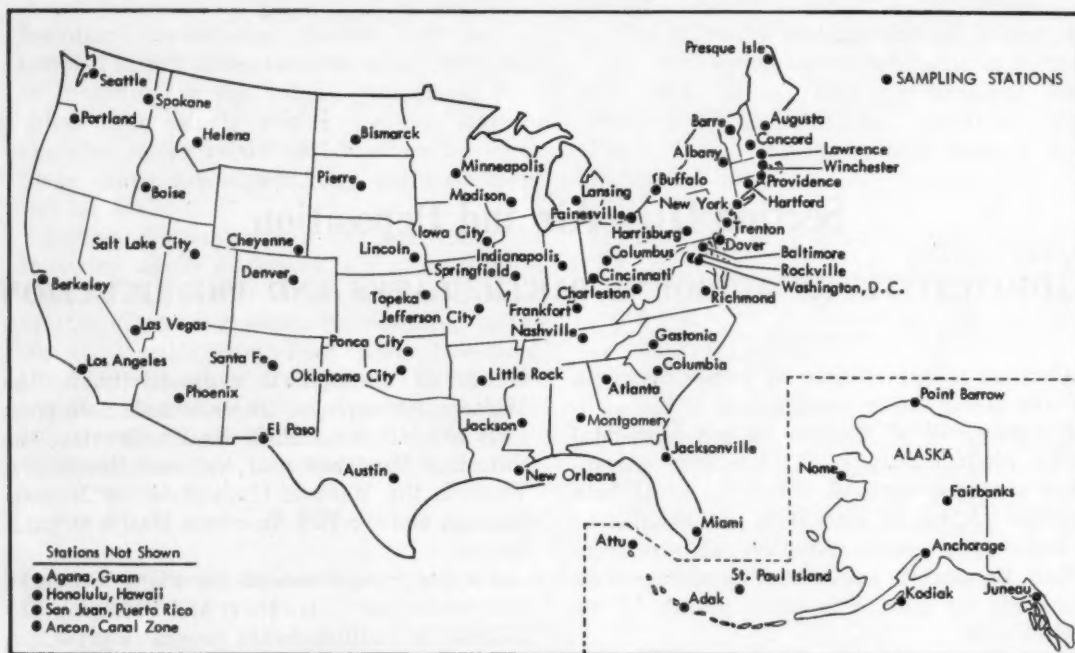 Presque Isle
SAMPLING STATIONS
Seattle
Spokane
Portland
Helena
Bismarck
Barre
Augusta
Concord
Lawrence
Albany
Winchester
Minneapolis
Pierre
Boise
Madison
Lansing
Buffalo
Providence
Painesville
New York
Hartford
Trenton
Harrisburg
Dover
Salt Lake City
Cheyenne
Iowa City
Lincoln
Indianapolis
Columbus
Baltimore
Denver
Springfield
Cincinnati
Rockville
Berkeley
Topeka
Charleston
Washington, D.C.
Richmond
Jefferson City
Frankfort
Las Vegas
Nashville
Gastonia
Ponca City
Los Angeles
Santa Fe
Oklahoma City
Little Rock
Columbia
Atlanta
Phoenix
Point Barrow
El Paso
Jackson
Montgomery
ALASKA
Jacksonville
Nome
Austin
New Orleans
Fairbanks
Miami
Attu
Anchorage
Stations Not Shown
Agana, Guam
St. Paul Island
Honolulu, Hawaii
Kodiak
Juneau
San Juan, Puerto Rico
Adak
Ancon, Canal Zone